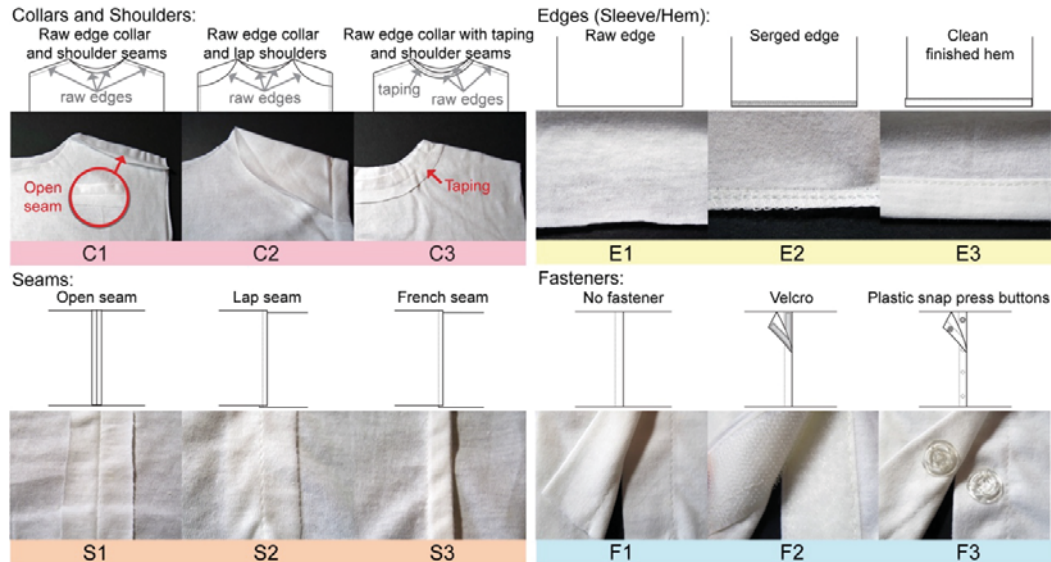 Collars and Shoulders:
Raw edge collar
and shoulder seams
raw edges
Open
seam
C1
Raw edge collar
and lap shoulders
raw edges
C2
Raw edge collar with taping
and shoulder seams
taping
raw edges
Taping
C3
Edges (Sleeve/Hem):
Raw edge
E1
Serged edge
E2
Clean
finished hem
E3
Seams:
Open seam
S1
Lap seam
S2
French seam
S3
Fasteners:
No fastener
F1
Velcro
F2
Plastic snap press buttons
F3